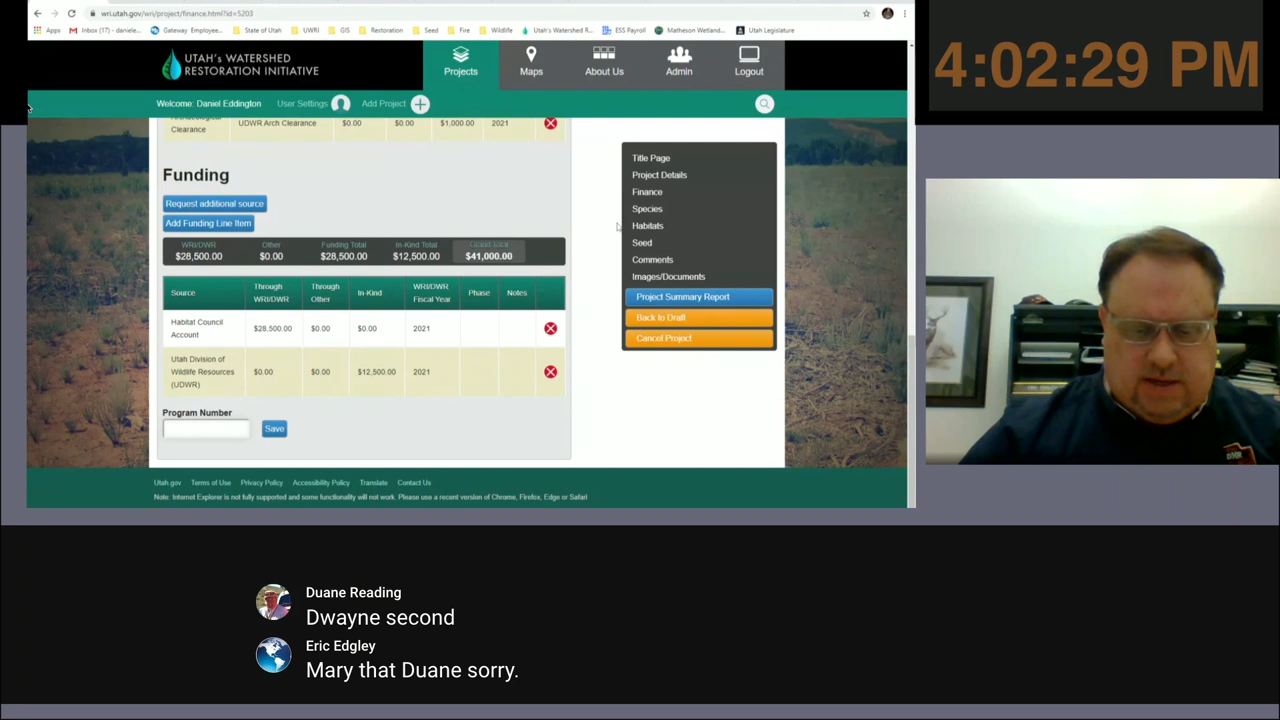 wri.utah.gov/wri/project/finance.html?id=5203
Apps Inbox (17) - daniele... Gateway Employee... State of Utah UWRI GIS Restoration Seed Fire Wildlife Utah's Watershed R... ESS Payroll Matheson Wetland... Utah Legislature
4:02:29 PM
UTAH'S WATERSHED
RESTORATION INITIATIVE
Projects Maps About Us Admin Logout
Welcome: Daniel Eddington User Settings Add Project
Clearance UDWR Arch Clearance $0.00 $0.00 $1,000.00 2021
Funding
Request additional source
Add Funding Line Item
WRI/DWR Other Funding Total In-Kind Total Grand Total
$28,500.00 $0.00 $28,500.00 $12,500.00 $41,000.00
Source Through WRI/DWR Through Other In-Kind WRI/DWR Fiscal Year Phase Notes
Habitat Council Account $28,500.00 $0.00 $0.00 2021
Utah Division of Wildlife Resources (UDWR) $0.00 $0.00 $12,500.00 2021
Program Number
Save
Title Page
Project Details
Finance
Species
Habitats
Seed
Comments
Images/Documents
Project Summary Report
Back to Draft
Cancel Project
Utah.gov Terms of Use Privacy Policy Accessibility Policy Translate Contact Us
Note: Internet Explorer is not fully supported and some functionality will not work. Please use a recent version of Chrome, Firefox, Edge or Safari
Duane Reading
Dwayne second
Eric Edgley
Mary that Duane sorry.